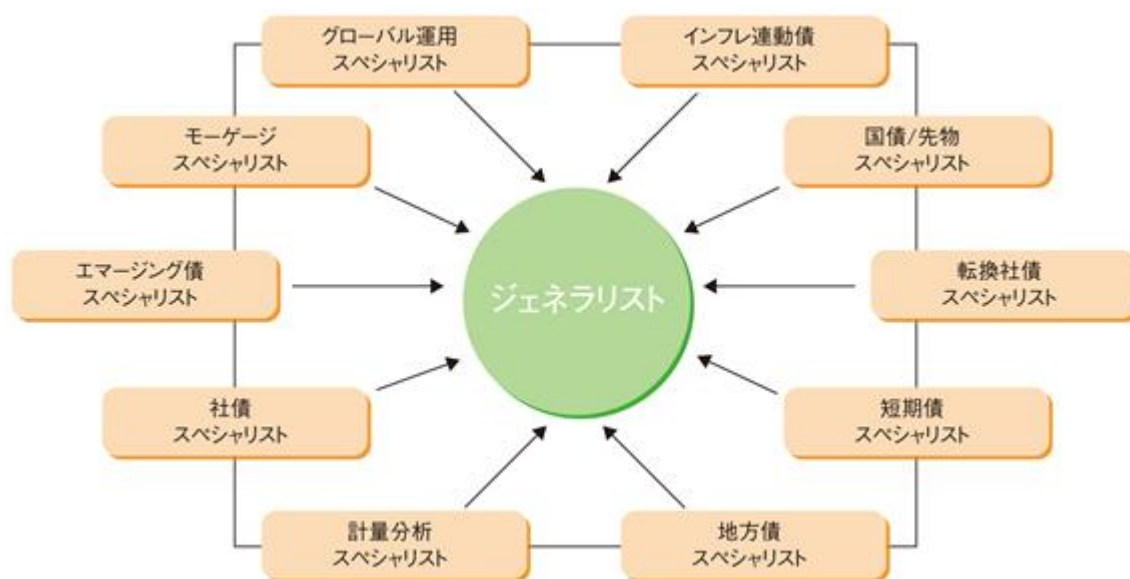 グローバル運用
スペシャリスト
インフレ連動債
スペシャリスト
モーゲージ
スペシャリスト
国債/先物
スペシャリスト
エマージング債
スペシャリスト
ジェネラリスト
転換社債
スペシャリスト
社債
スペシャリスト
短期債
スペシャリスト
計量分析
スペシャリスト
地方債
スペシャリスト